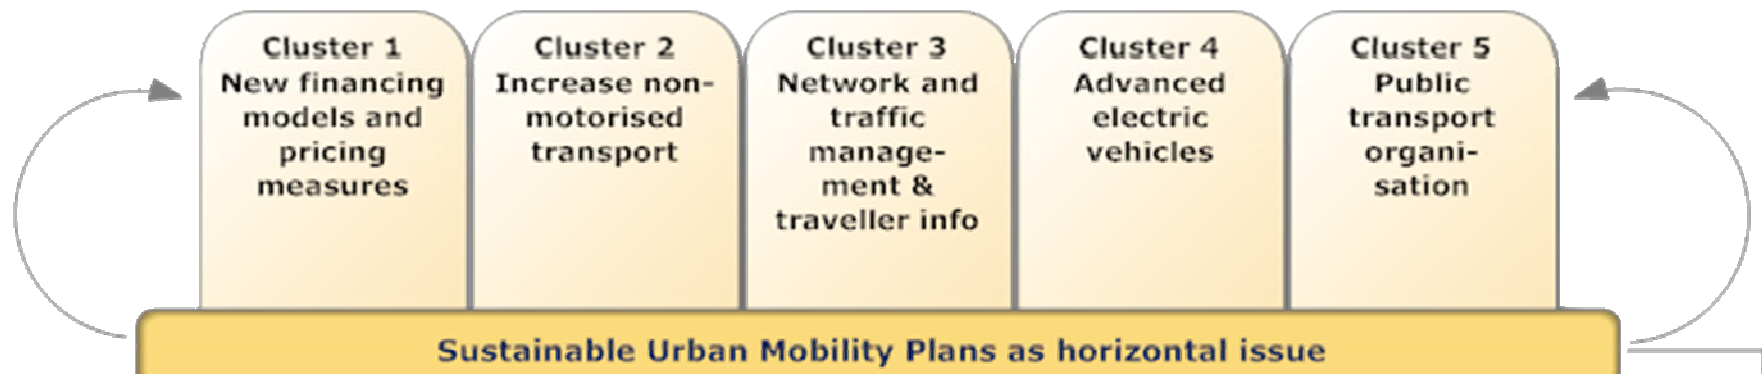 Cluster 1
New financing
models and
pricing
measures
Cluster 2
Increase non-
motorised
transport
Cluster 3
Network and
traffic
manage-
ment &
traveller info
Cluster 4
Advanced
electric
vehicles
Cluster 5
Public
transport
organi-
sation
Sustainable Urban Mobility Plans as horizontal issue